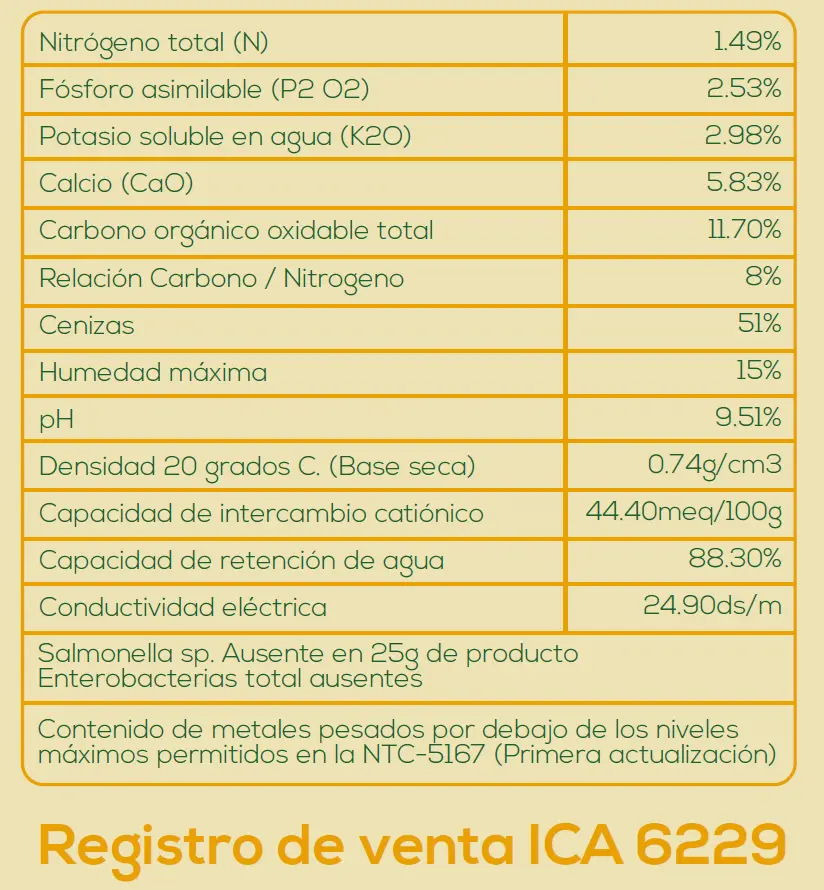 Nitrógeno total (N) 1.49%
Fósforo asimilable (P2 O2) 2.53%
Potasio soluble en agua (K2O) 2.98%
Calcio (CaO) 5.83%
Carbono orgánico oxidable total 11.70%
Relación Carbono / Nitrogeno 8%
Cenizas 51%
Humedad máxima 15%
pH 9.51%
Densidad 20 grados C. (Base seca) 0.74g/cm3
Capacidad de intercambio catiónico 44.40meq/100g
Capacidad de retención de agua 88.30%
Conductividad eléctrica 24.90ds/m
Salmonella sp. Ausente en 25g de producto
Enterobacterias total ausentes
Contenido de metales pesados por debajo de los niveles
máximos permitidos en la NTC-5167 (Primera actualización)
Registro de venta ICA 6229